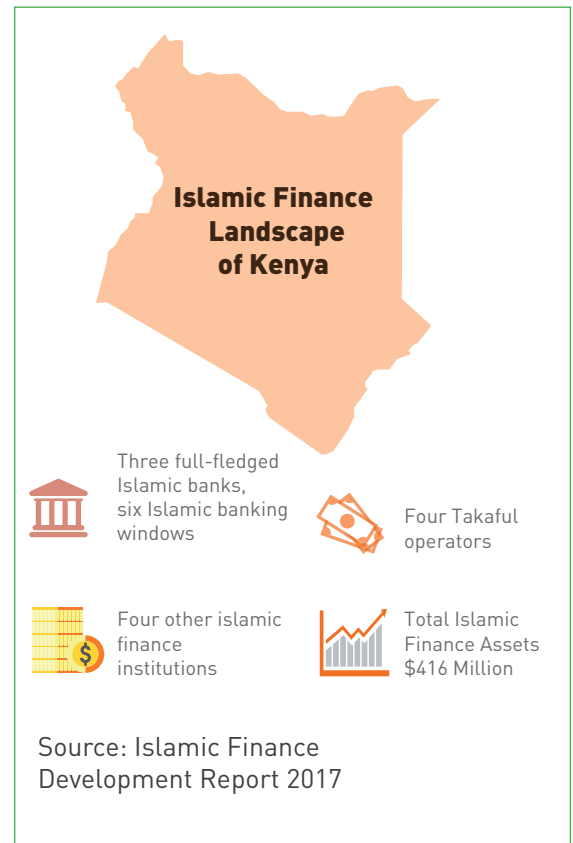 Islamic Finance
Landscape
of Kenya
Three full-fledged
Islamic banks,
six Islamic banking
windows
Four Takaful
operators
Four other islamic
finance
institutions
$
Total Islamic
Finance Assets
$416 Million
Source: Islamic Finance
Development Report 2017